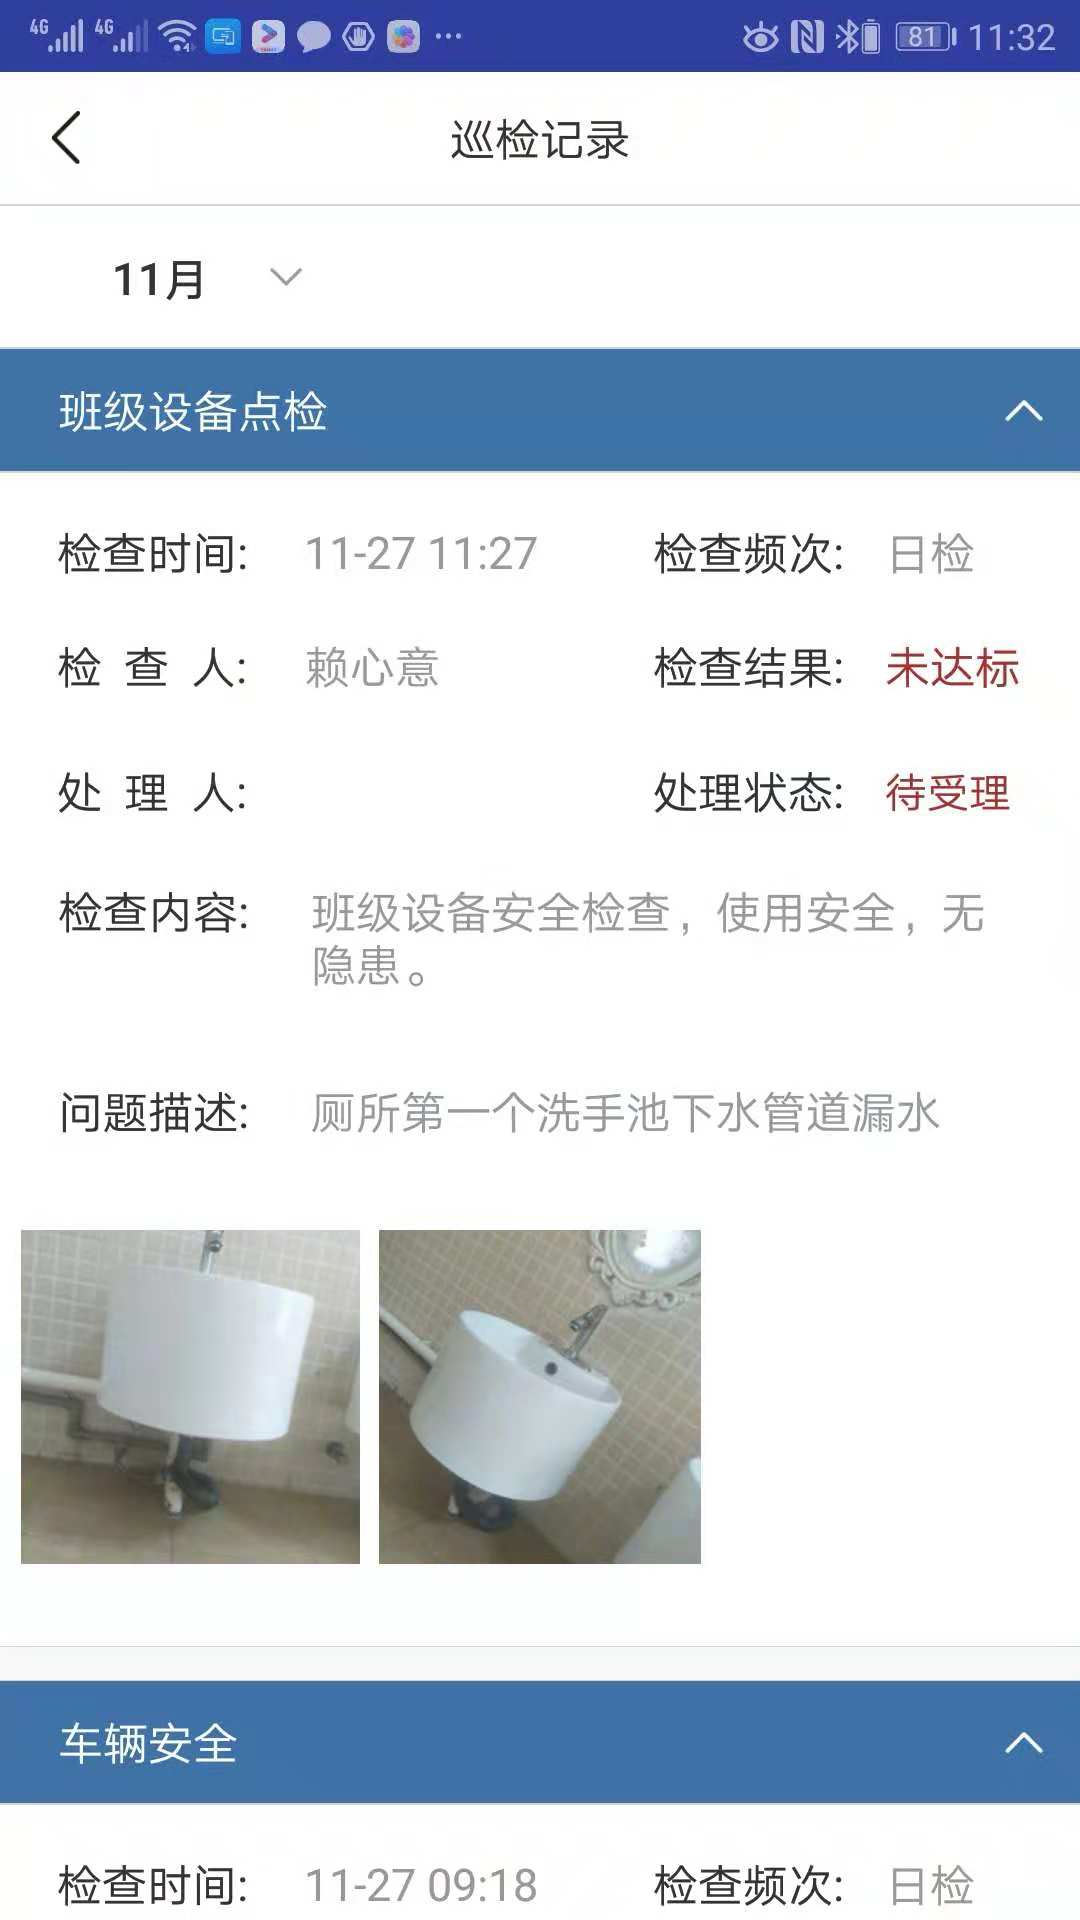 4G 4G 81 11:32
巡检记录
11月
班级设备点检
检查时间: 11-27 11:27 检查频次: 日检
检 查 人: 赖心意 检查结果: 未达标
处 理 人: 处理状态: 待受理
检查内容: 班级设备安全检查，使用安全，无
隐患。
问题描述: 厕所第一个洗手池下水管道漏水
车辆安全
检查时间: 11-27 09:18 检查频次: 日检